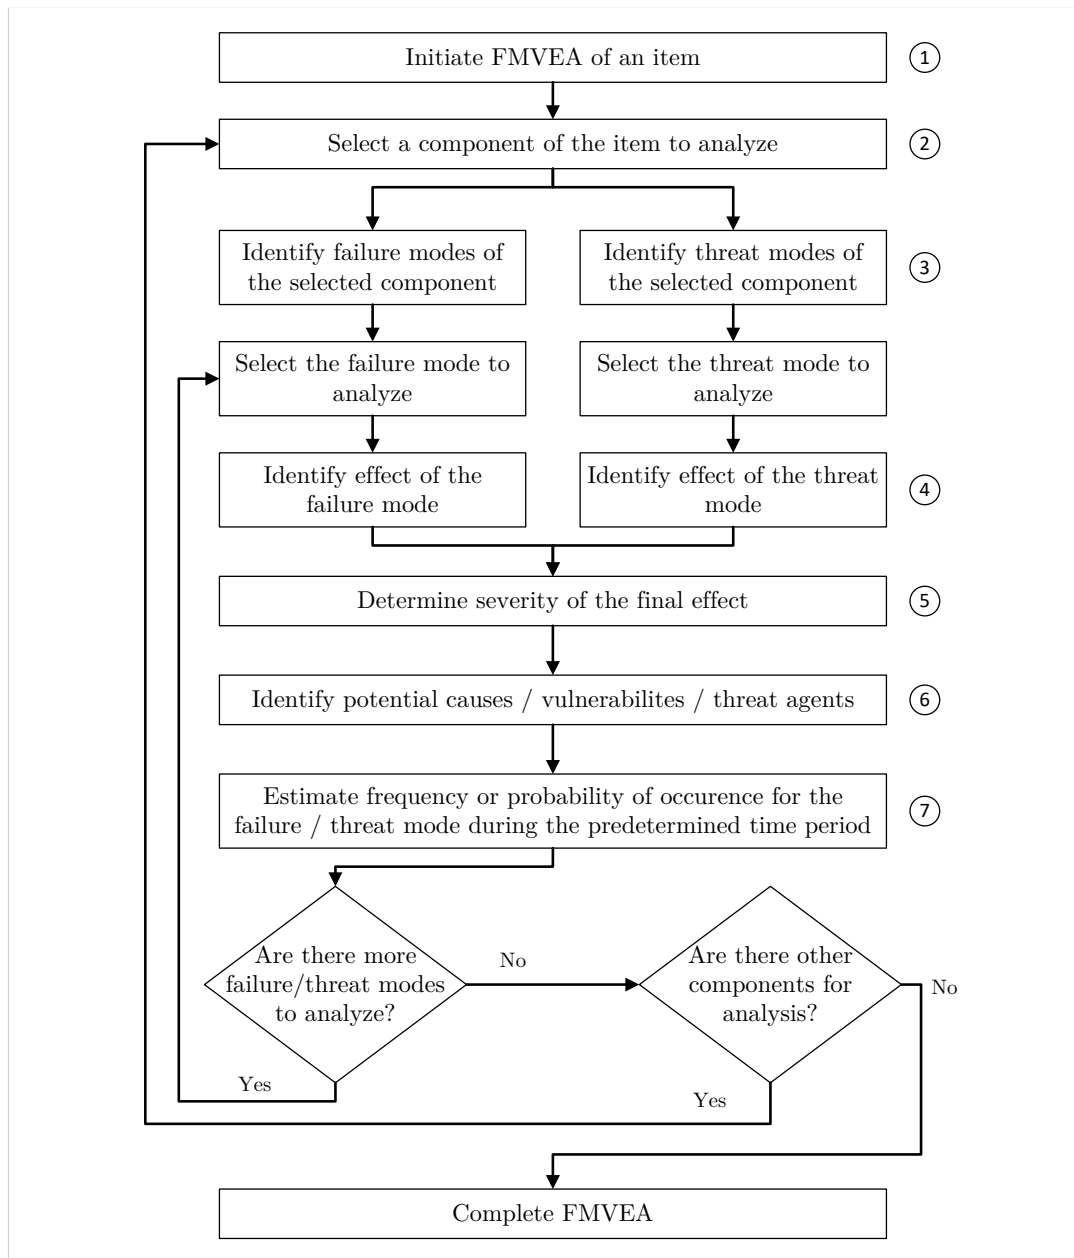 Initiate FMVEA of an item
1
Select a component of the item to analyze
2
Identify failure modes of
the selected component
Identify threat modes of
the selected component
3
Select the failure mode to
analyze
Select the threat mode to
analyze
Identify effect of the
failure mode
Identify effect of the threat
mode
4
Determine severity of the final effect
5
Identify potential causes / vulnerabilites / threat agents
6
Estimate frequency or probability of occurence for the
failure / threat mode during the predetermined time period
7
Are there more
failure/threat modes
to analyze?
No
Are there other
components for
analysis?
No
Yes
Yes
Complete FMVEA